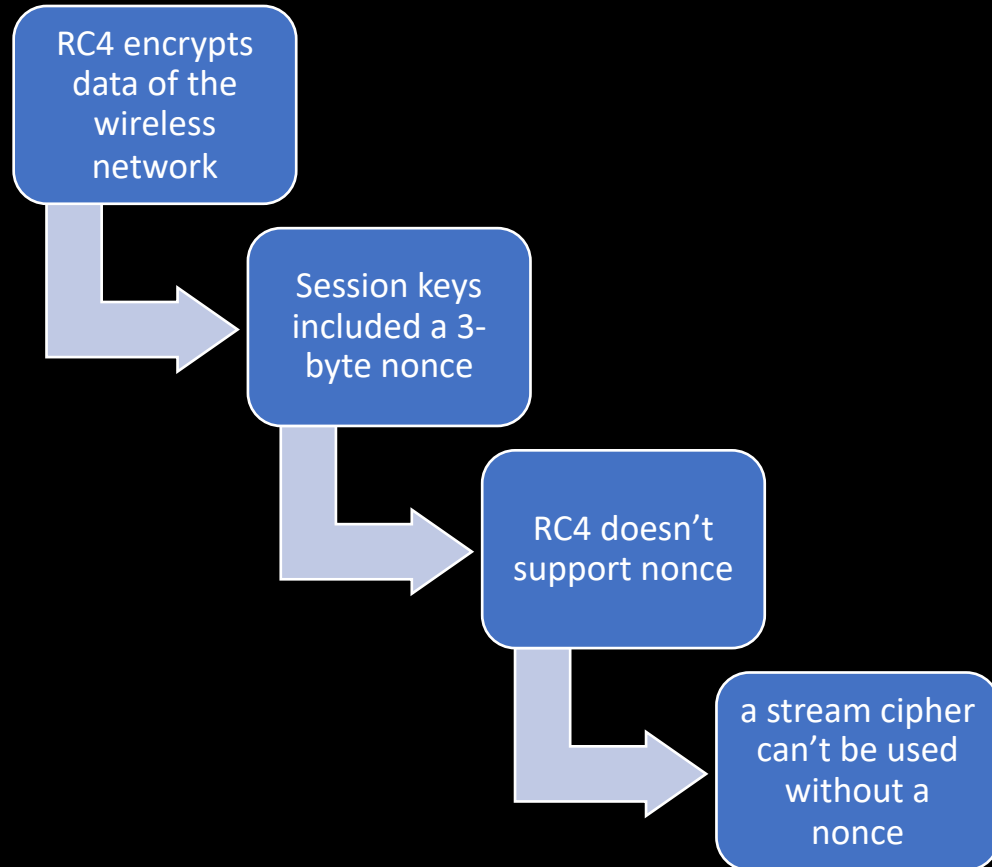 RC4 encrypts
data of the
wireless
network
Session keys
included a 3-
byte nonce
RC4 doesn’t
support nonce
a stream cipher
can’t be used
without a
nonce